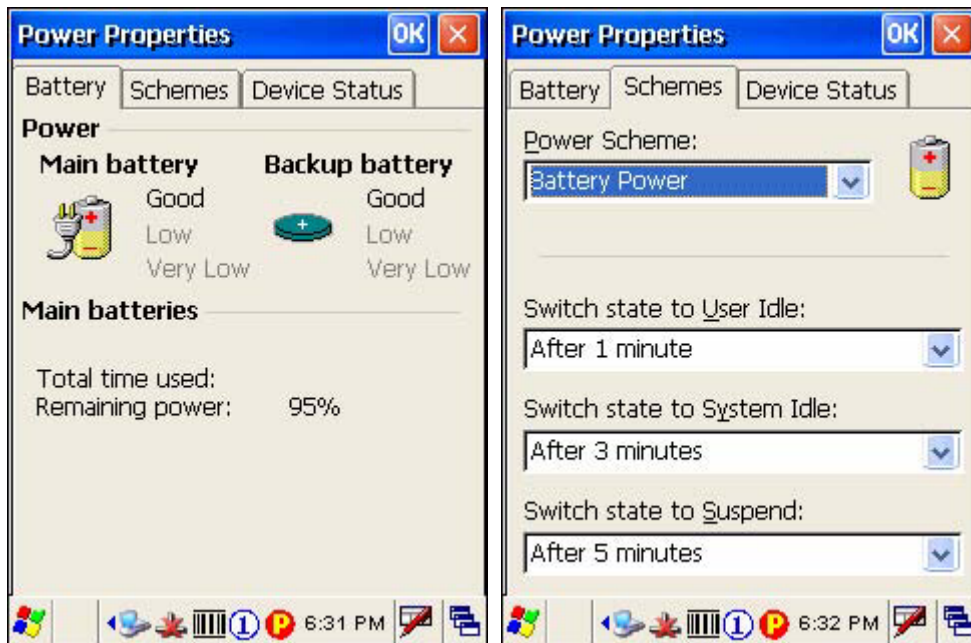 Power Properties OK
Battery Schemes Device Status
Power
Main battery Backup battery
Good Good
Low Low
Very Low Very Low
Main batteries
Total time used:
Remaining power: 95%
1 P 6:31 PM
Power Properties OK
Battery Schemes Device Status
Power Scheme:
Battery Power
Switch state to User Idle:
After 1 minute
Switch state to System Idle:
After 3 minutes
Switch state to Suspend:
After 5 minutes
1 P 6:32 PM